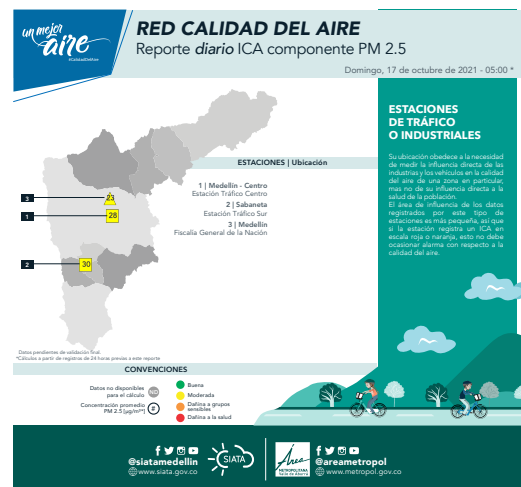 un mejor
aire
#CalidadDelAire
RED CALIDAD DEL AIRE
Reporte diario ICA componente PM 2.5
Domingo, 17 de octubre de 2021 - 05:00 *
ESTACIONES
DE TRÁFICO
O INDUSTRIALES
Su ubicación obedece a la necesidad
de medir la influencia directa de las
industrias y los vehículos en la calidad
del aire de una zona en particular,
mas no de su influencia directa a la
salud de la población.
El área de influencia de los datos
registrados por este tipo de
estaciones es más pequeña, así que
si la estación registra un ICA en
escala roja o naranja, esto no debe
ocasionar alarma con respecto a la
calidad del aire.
ESTACIONES | Ubicación
1 | Medellín - Centro
Estación Tráfico Centro
2 | Sabaneta
Estación Tráfico Sur
3 | Medellín
Fiscalía General de la Nación
3
23
1
28
2
30
Datos pendientes de validación final.
*Cálculos a partir de registros de 24 horas previas a este reporte
CONVENCIONES
Datos no disponibles
para el cálculo
Concentración promedio
PM 2.5 [µg/m³]
#
Buena
Moderada
Dañina a grupos
sensibles
Dañina a la salud
@siatamedellin
www.siata.gov.co
SIATA
Área
METROPOLITANA
Valle de Aburrá
@areametropol
www.metropol.gov.co